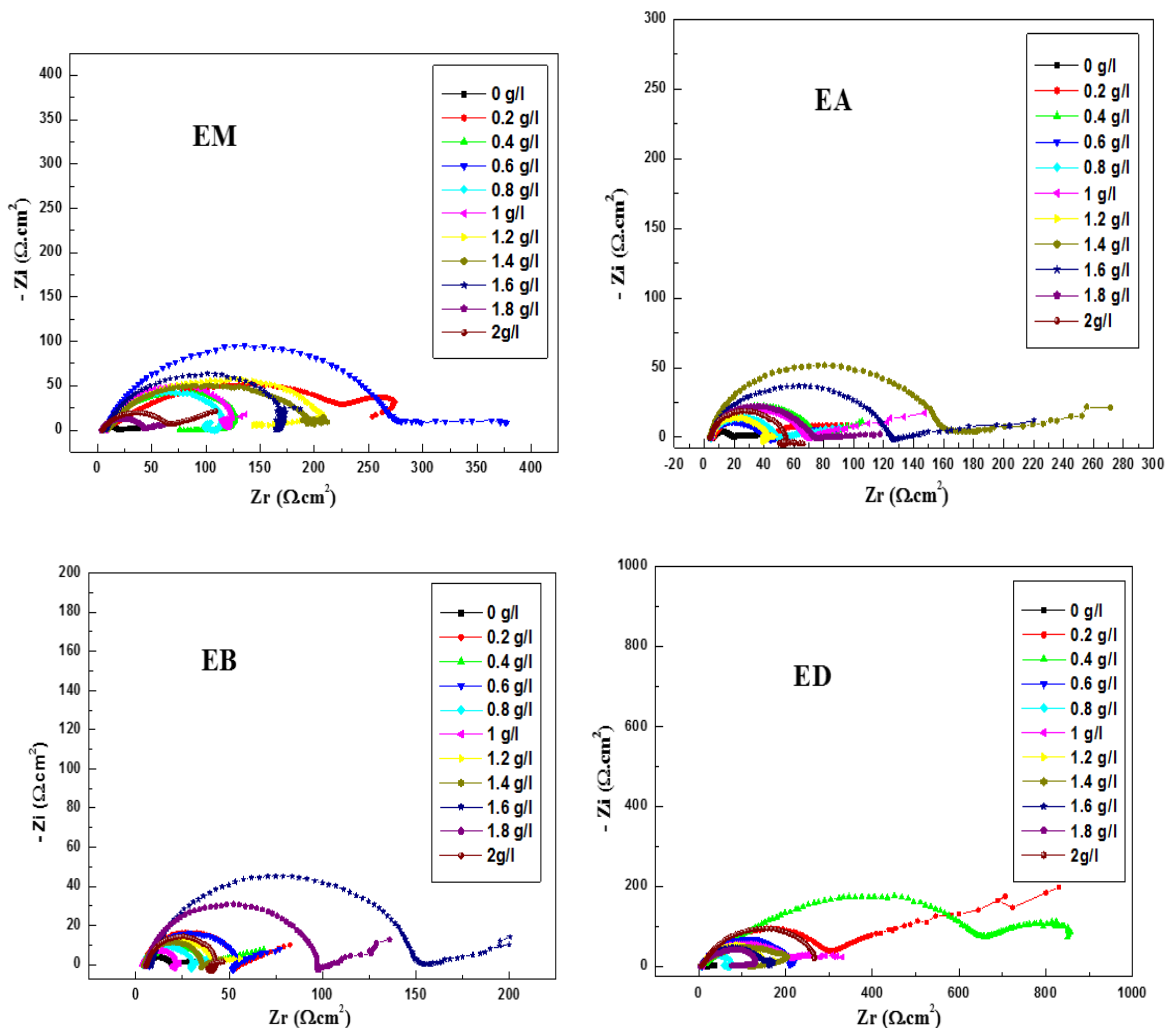 EM
400
350
300
250
200
150
100
50
0
0 50 100 150 200 250 300 350 400
- Zi (Ω.cm²)
Zr (Ω.cm²)
0 g/l
0.2 g/l
0.4 g/l
0.6 g/l
0.8 g/l
1 g/l
1.2 g/l
1.4 g/l
1.6 g/l
1.8 g/l
2g/l
EA
300
250
200
150
100
50
0
-20 0 20 40 60 80 100 120 140 160 180 200 220 240 260 280 300
- Zi (Ω.cm²)
Zr (Ω.cm²)
0 g/l
0.2 g/l
0.4 g/l
0.6 g/l
0.8 g/l
1 g/l
1.2 g/l
1.4 g/l
1.6 g/l
1.8 g/l
2g/l
EB
200
180
160
140
120
100
80
60
40
20
0
0 50 100 150 200
- Zi (Ω.cm²)
Zr (Ω.cm²)
0 g/l
0.2 g/l
0.4 g/l
0.6 g/l
0.8 g/l
1 g/l
1.2 g/l
1.4 g/l
1.6 g/l
1.8 g/l
2g/l
ED
1000
800
600
400
200
0
0 200 400 600 800 1000
- Zi (Ω.cm²)
Zr (Ω.cm²)
0 g/l
0.2 g/l
0.4 g/l
0.6 g/l
0.8 g/l
1 g/l
1.2 g/l
1.4 g/l
1.6 g/l
1.8 g/l
2g/l